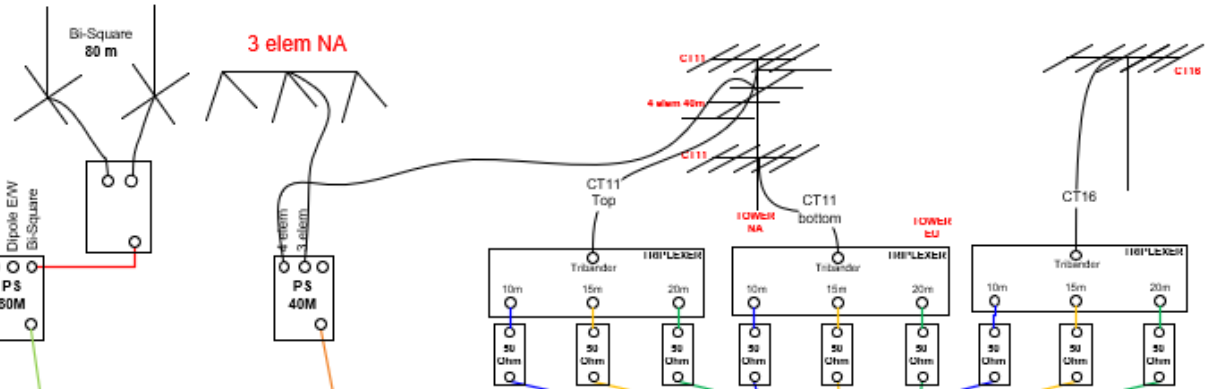 Bi-Square
80 m
3 elem NA
CT11
CT16
4 elem 40m
CT11
CT11
Top
CT11
bottom
CT16
TOWER
NA
TOWER
EU
Dipole E/W
Bi-Square
4 elem
3 elem
PS
80M
PS
40M
TRIPLEXER
Tribander
10m
15m
20m
TRIPLEXER
Tribander
10m
15m
20m
TRIPLEXER
Tribander
10m
15m
20m
50
Ohm
50
Ohm
50
Ohm
50
Ohm
50
Ohm
50
Ohm
50
Ohm
50
Ohm
50
Ohm